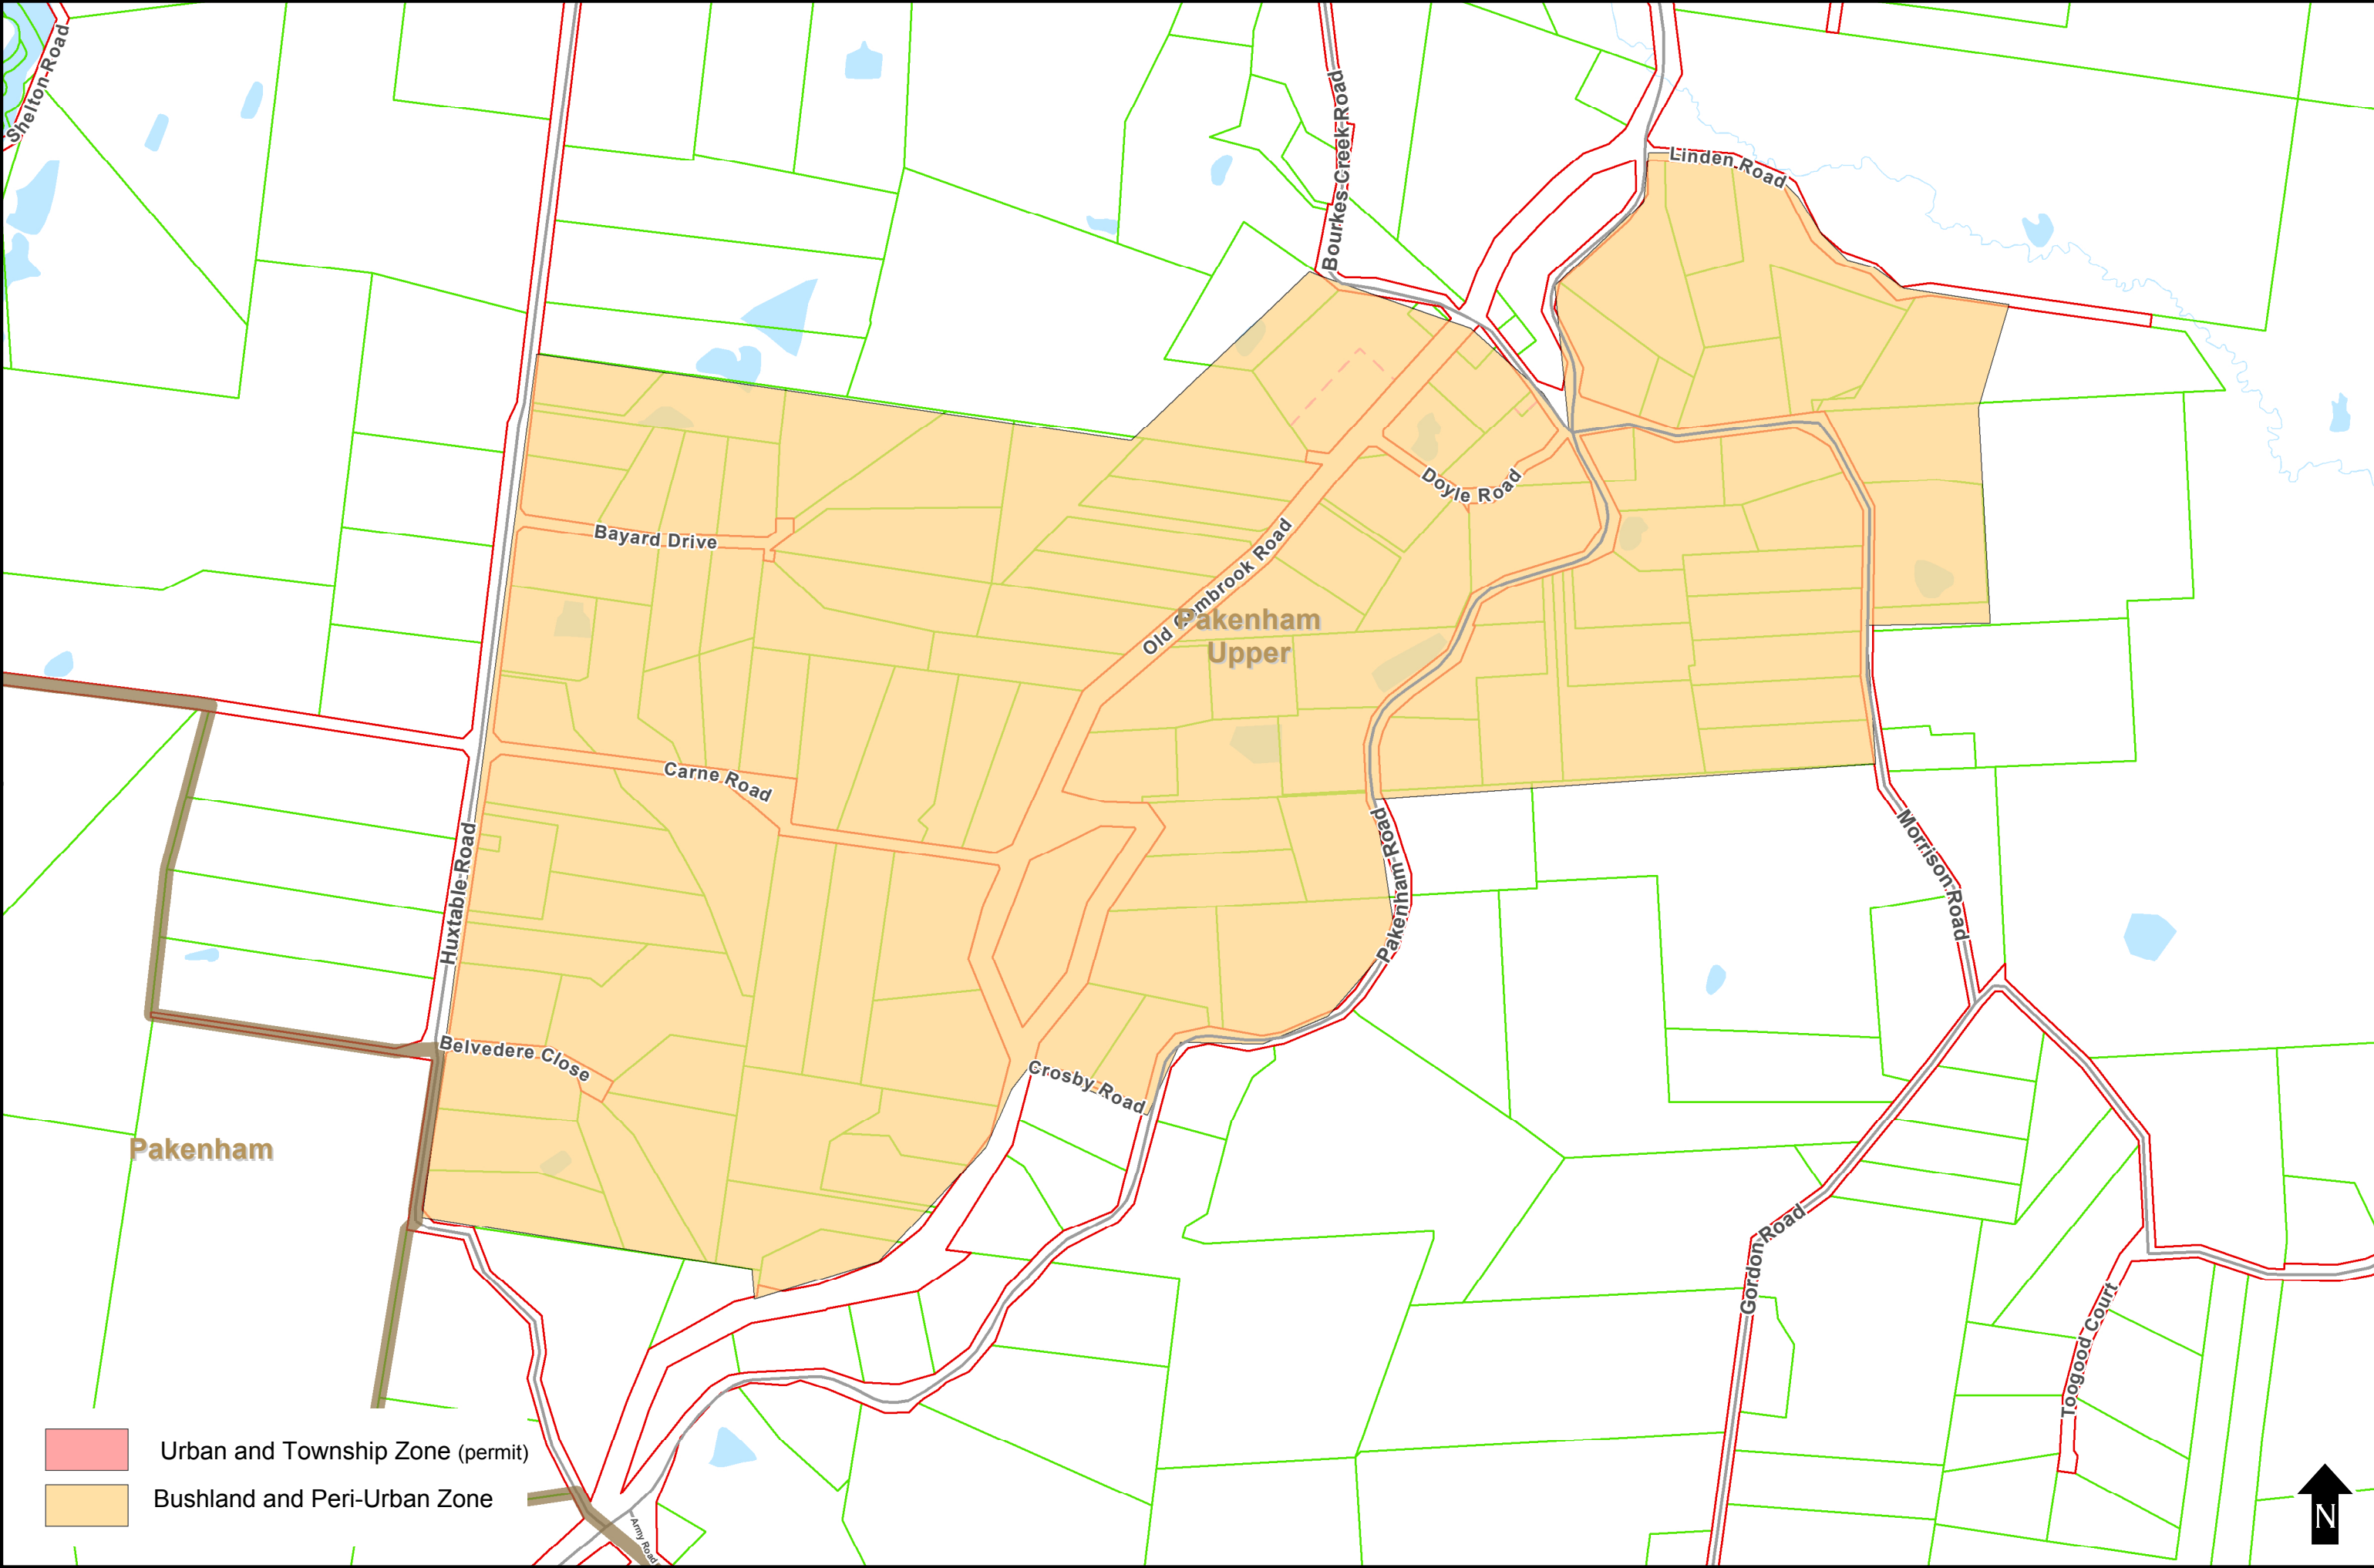 Shelton Road
Bourkes Creek Road
Linden Road
Doyle Road
Bayard Drive
Old Gembrook Road
Pakenham
Upper
Carne Road
Huxtable Road
Pakenham Road
Morrison Road
Belvedere Close
Crosby Road
Pakenham
Gordon Road
Toogood Court
Urban and Township Zone (permit)
Bushland and Peri-Urban Zone
Army Road
N